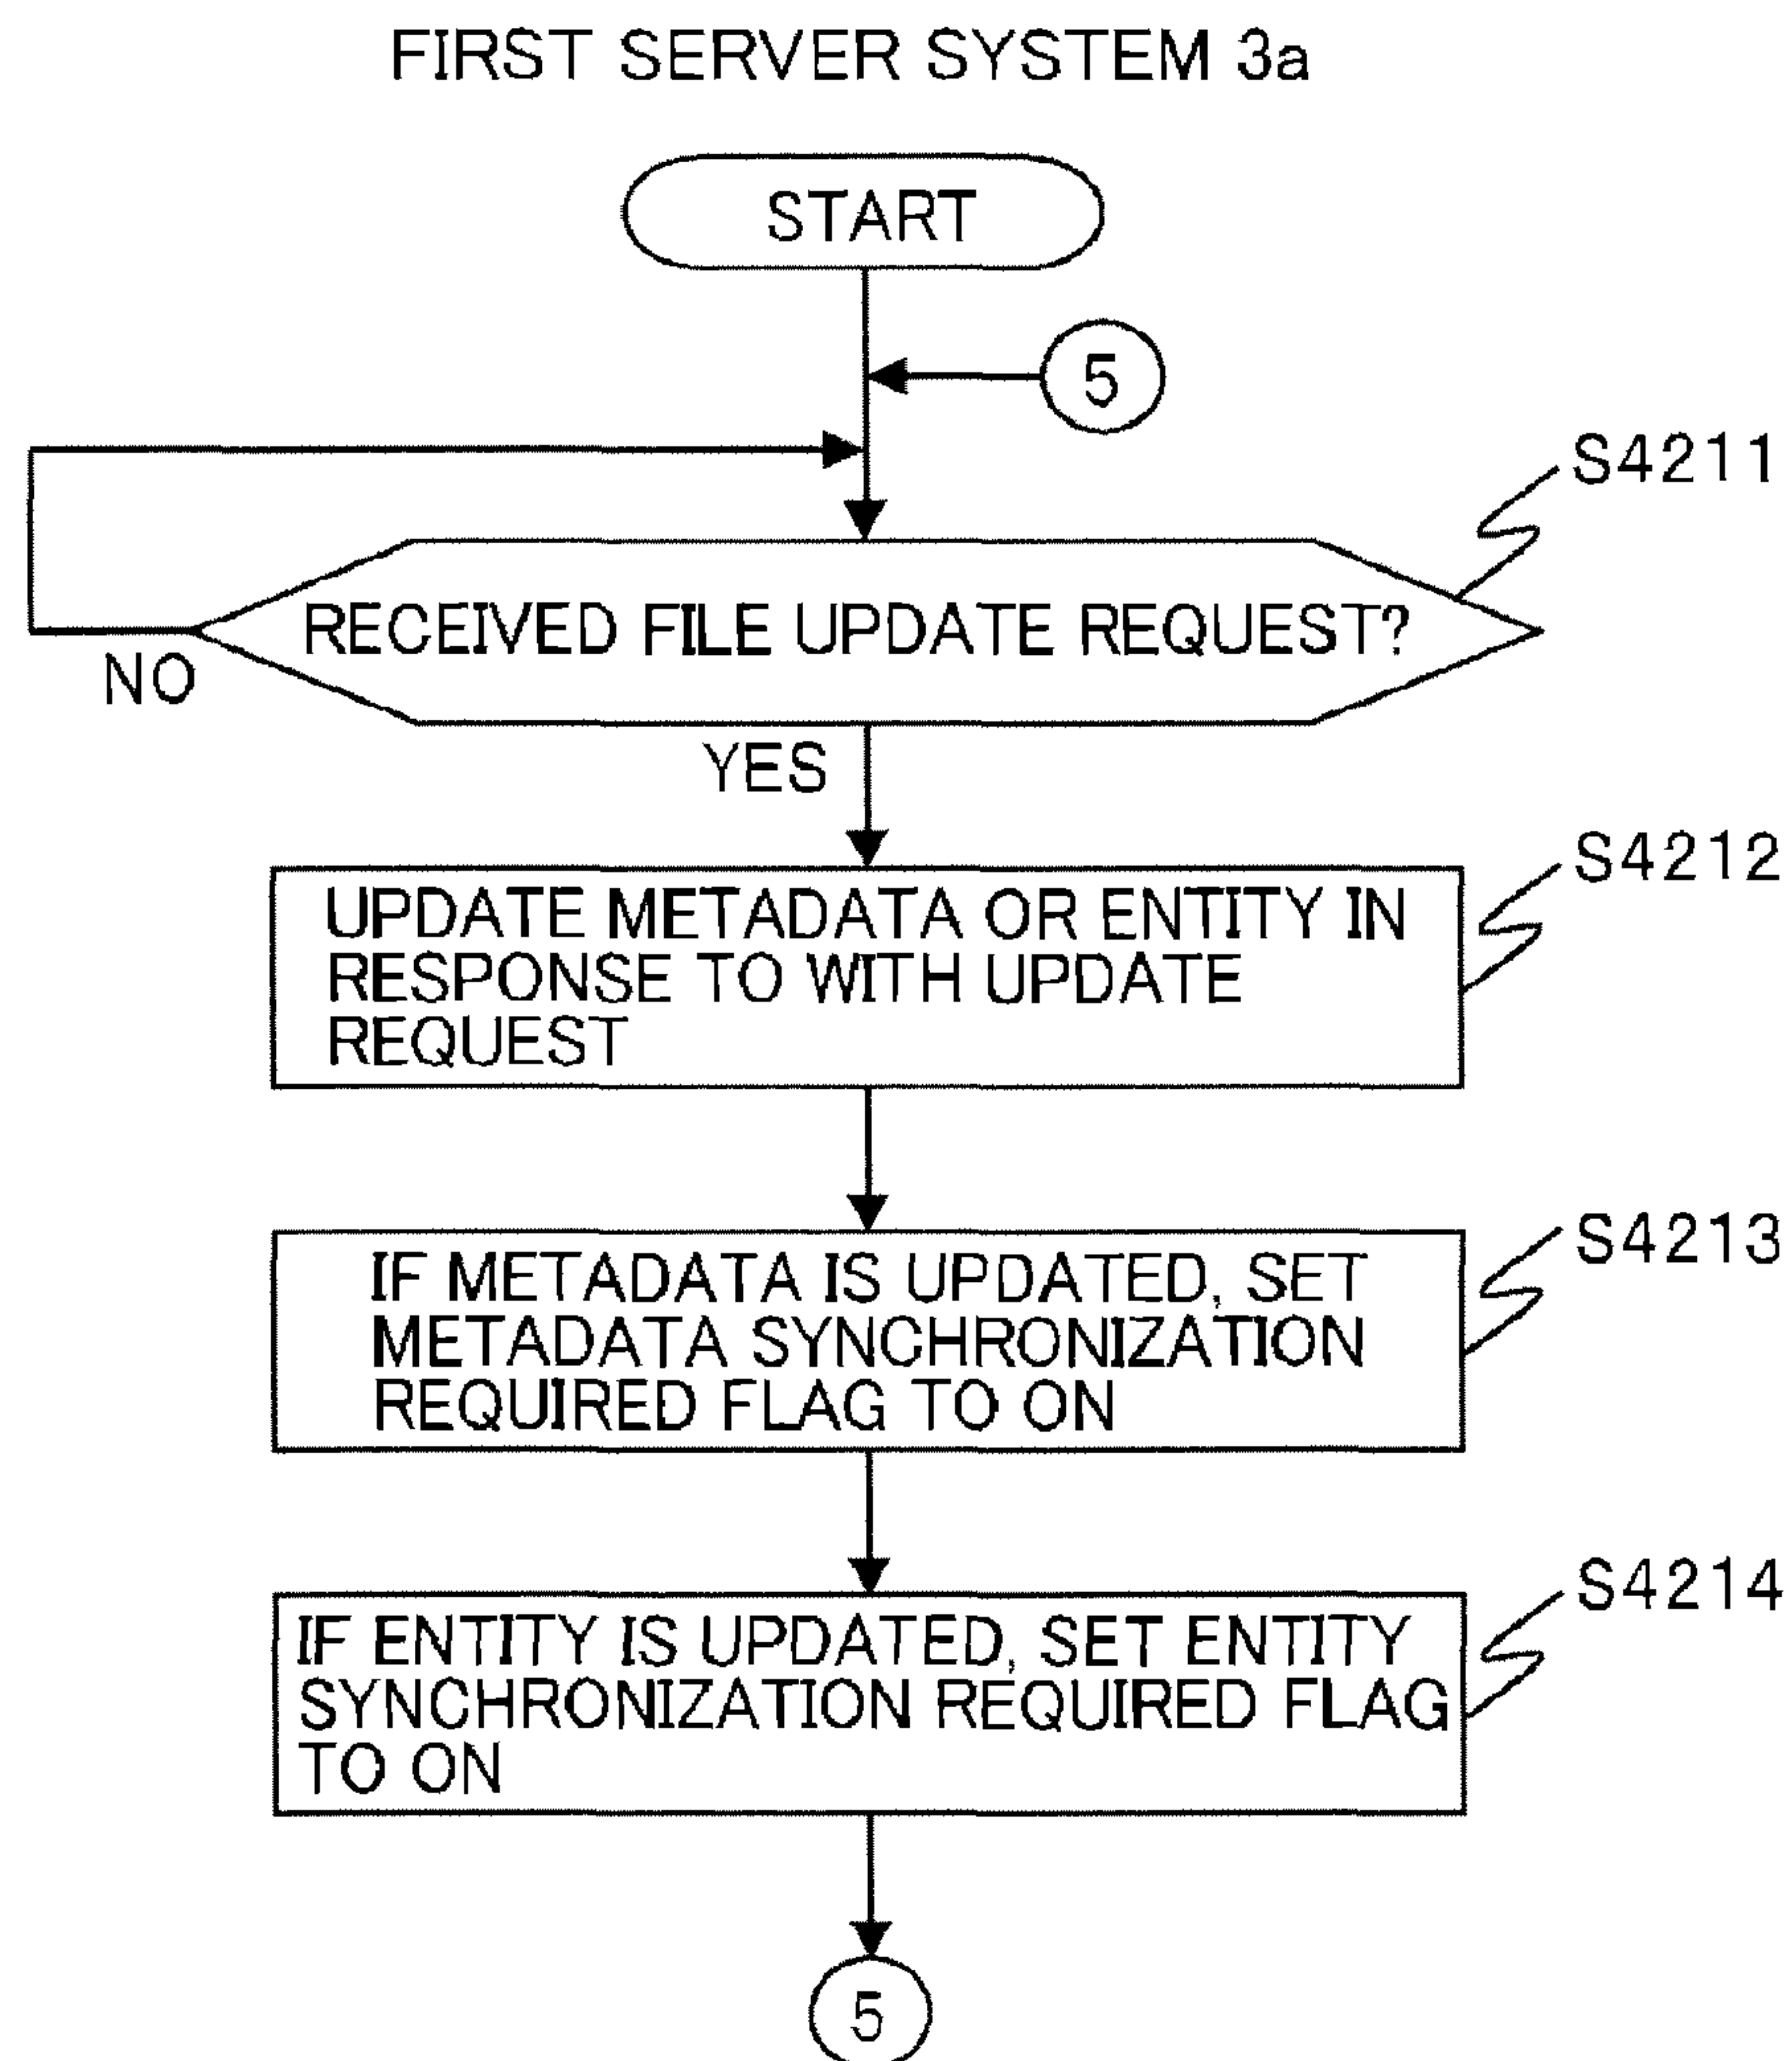 FIRST SERVER SYSTEM 3a
START
5
S4211
RECEIVED FILE UPDATE REQUEST?
NO
YES
S4212
UPDATE METADATA OR ENTITY IN
RESPONSE TO WITH UPDATE
REQUEST
S4213
IF METADATA IS UPDATED, SET
METADATA SYNCHRONIZATION
REQUIRED FLAG TO ON
S4214
IF ENTITY IS UPDATED, SET ENTITY
SYNCHRONIZATION REQUIRED FLAG
TO ON
5